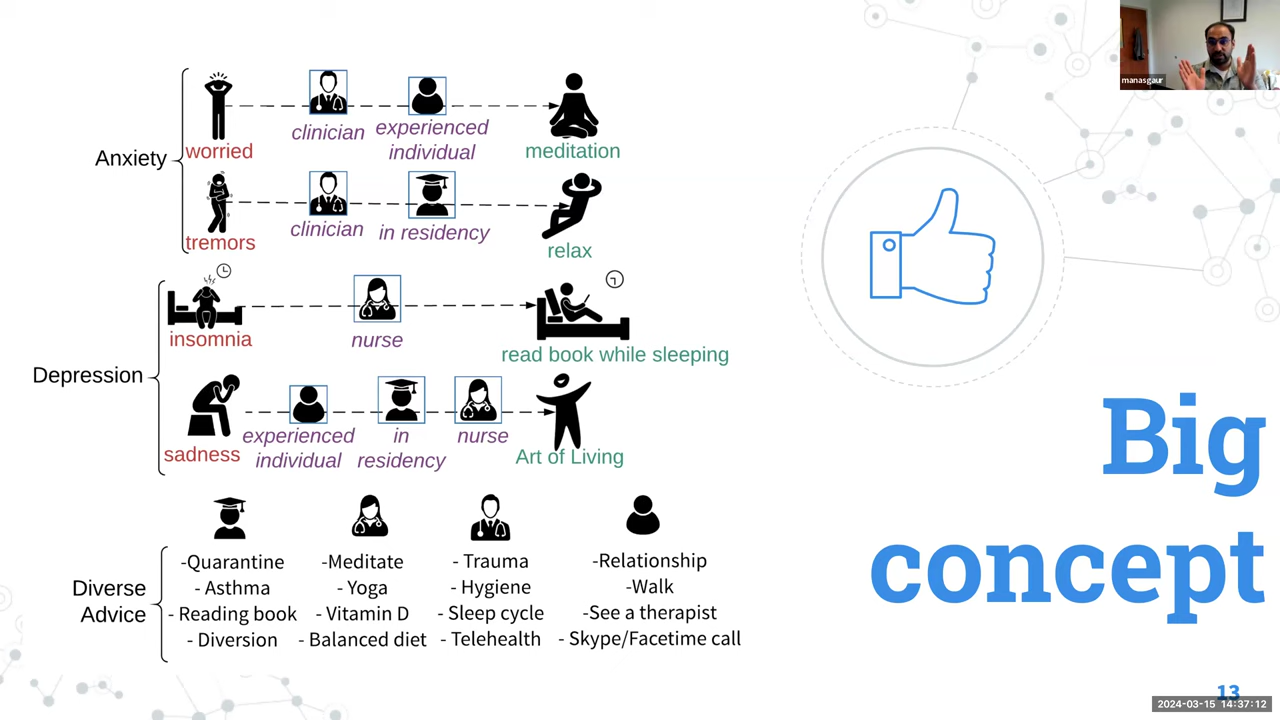 manasgaur
Anxiety
worried
clinician
experienced
individual
meditation
tremors
clinician
in residency
relax
Depression
insomnia
nurse
read book while sleeping
sadness
experienced
individual
in
residency
nurse
Art of Living
Diverse
Advice
-Quarantine
- Asthma
- Reading book
- Diversion
-Meditate
- Yoga
- Vitamin D
- Balanced diet
- Trauma
- Hygiene
- Sleep cycle
- Telehealth
-Relationship
-Walk
-See a therapist
- Skype/Facetime call
Big
concept
13
2024-03-15 14:37:12